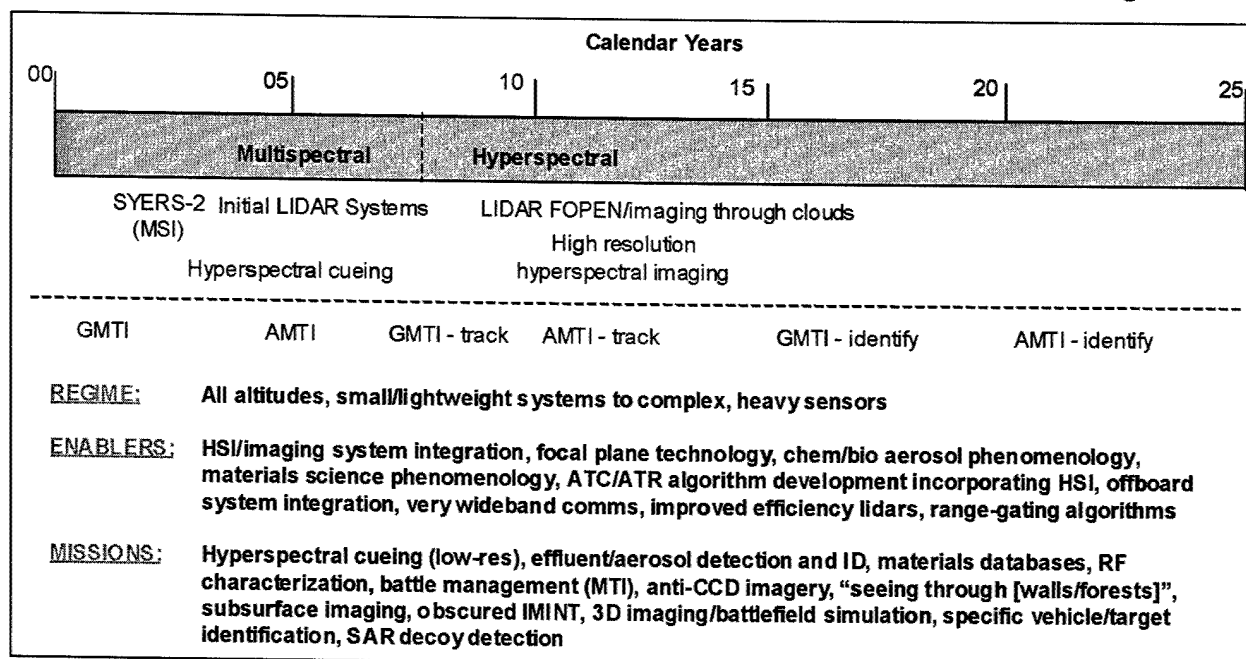 Calendar Years
00 05 10 15 20 25
Multispectral Hyperspectral
SYERS-2 Initial LIDAR Systems LIDAR FOPEN/imaging through clouds
(MSI) High resolution
Hyperspectral cueing hyperspectral imaging
GMTI AMTI GMTI - track AMTI - track GMTI - identify AMTI - identify
REGIME: All altitudes, small/lightweight systems to complex, heavy sensors
ENABLERS: HSI/imaging system integration, focal plane technology, chem/bio aerosol phenomenology,
materials science phenomenology, ATC/ATR algorithm development incorporating HSI, offboard
system integration, very wideband comms, improved efficiency lidars, range-gating algorithms
MISSIONS: Hyperspectral cueing (low-res), effluent/aerosol detection and ID, materials databases, RF
characterization, battle management (MTI), anti-CCD imagery, “seeing through [walls/forests]”,
subsurface imaging, obscured IMINT, 3D imaging/battlefield simulation, specific vehicle/target
identification, SAR decoy detection